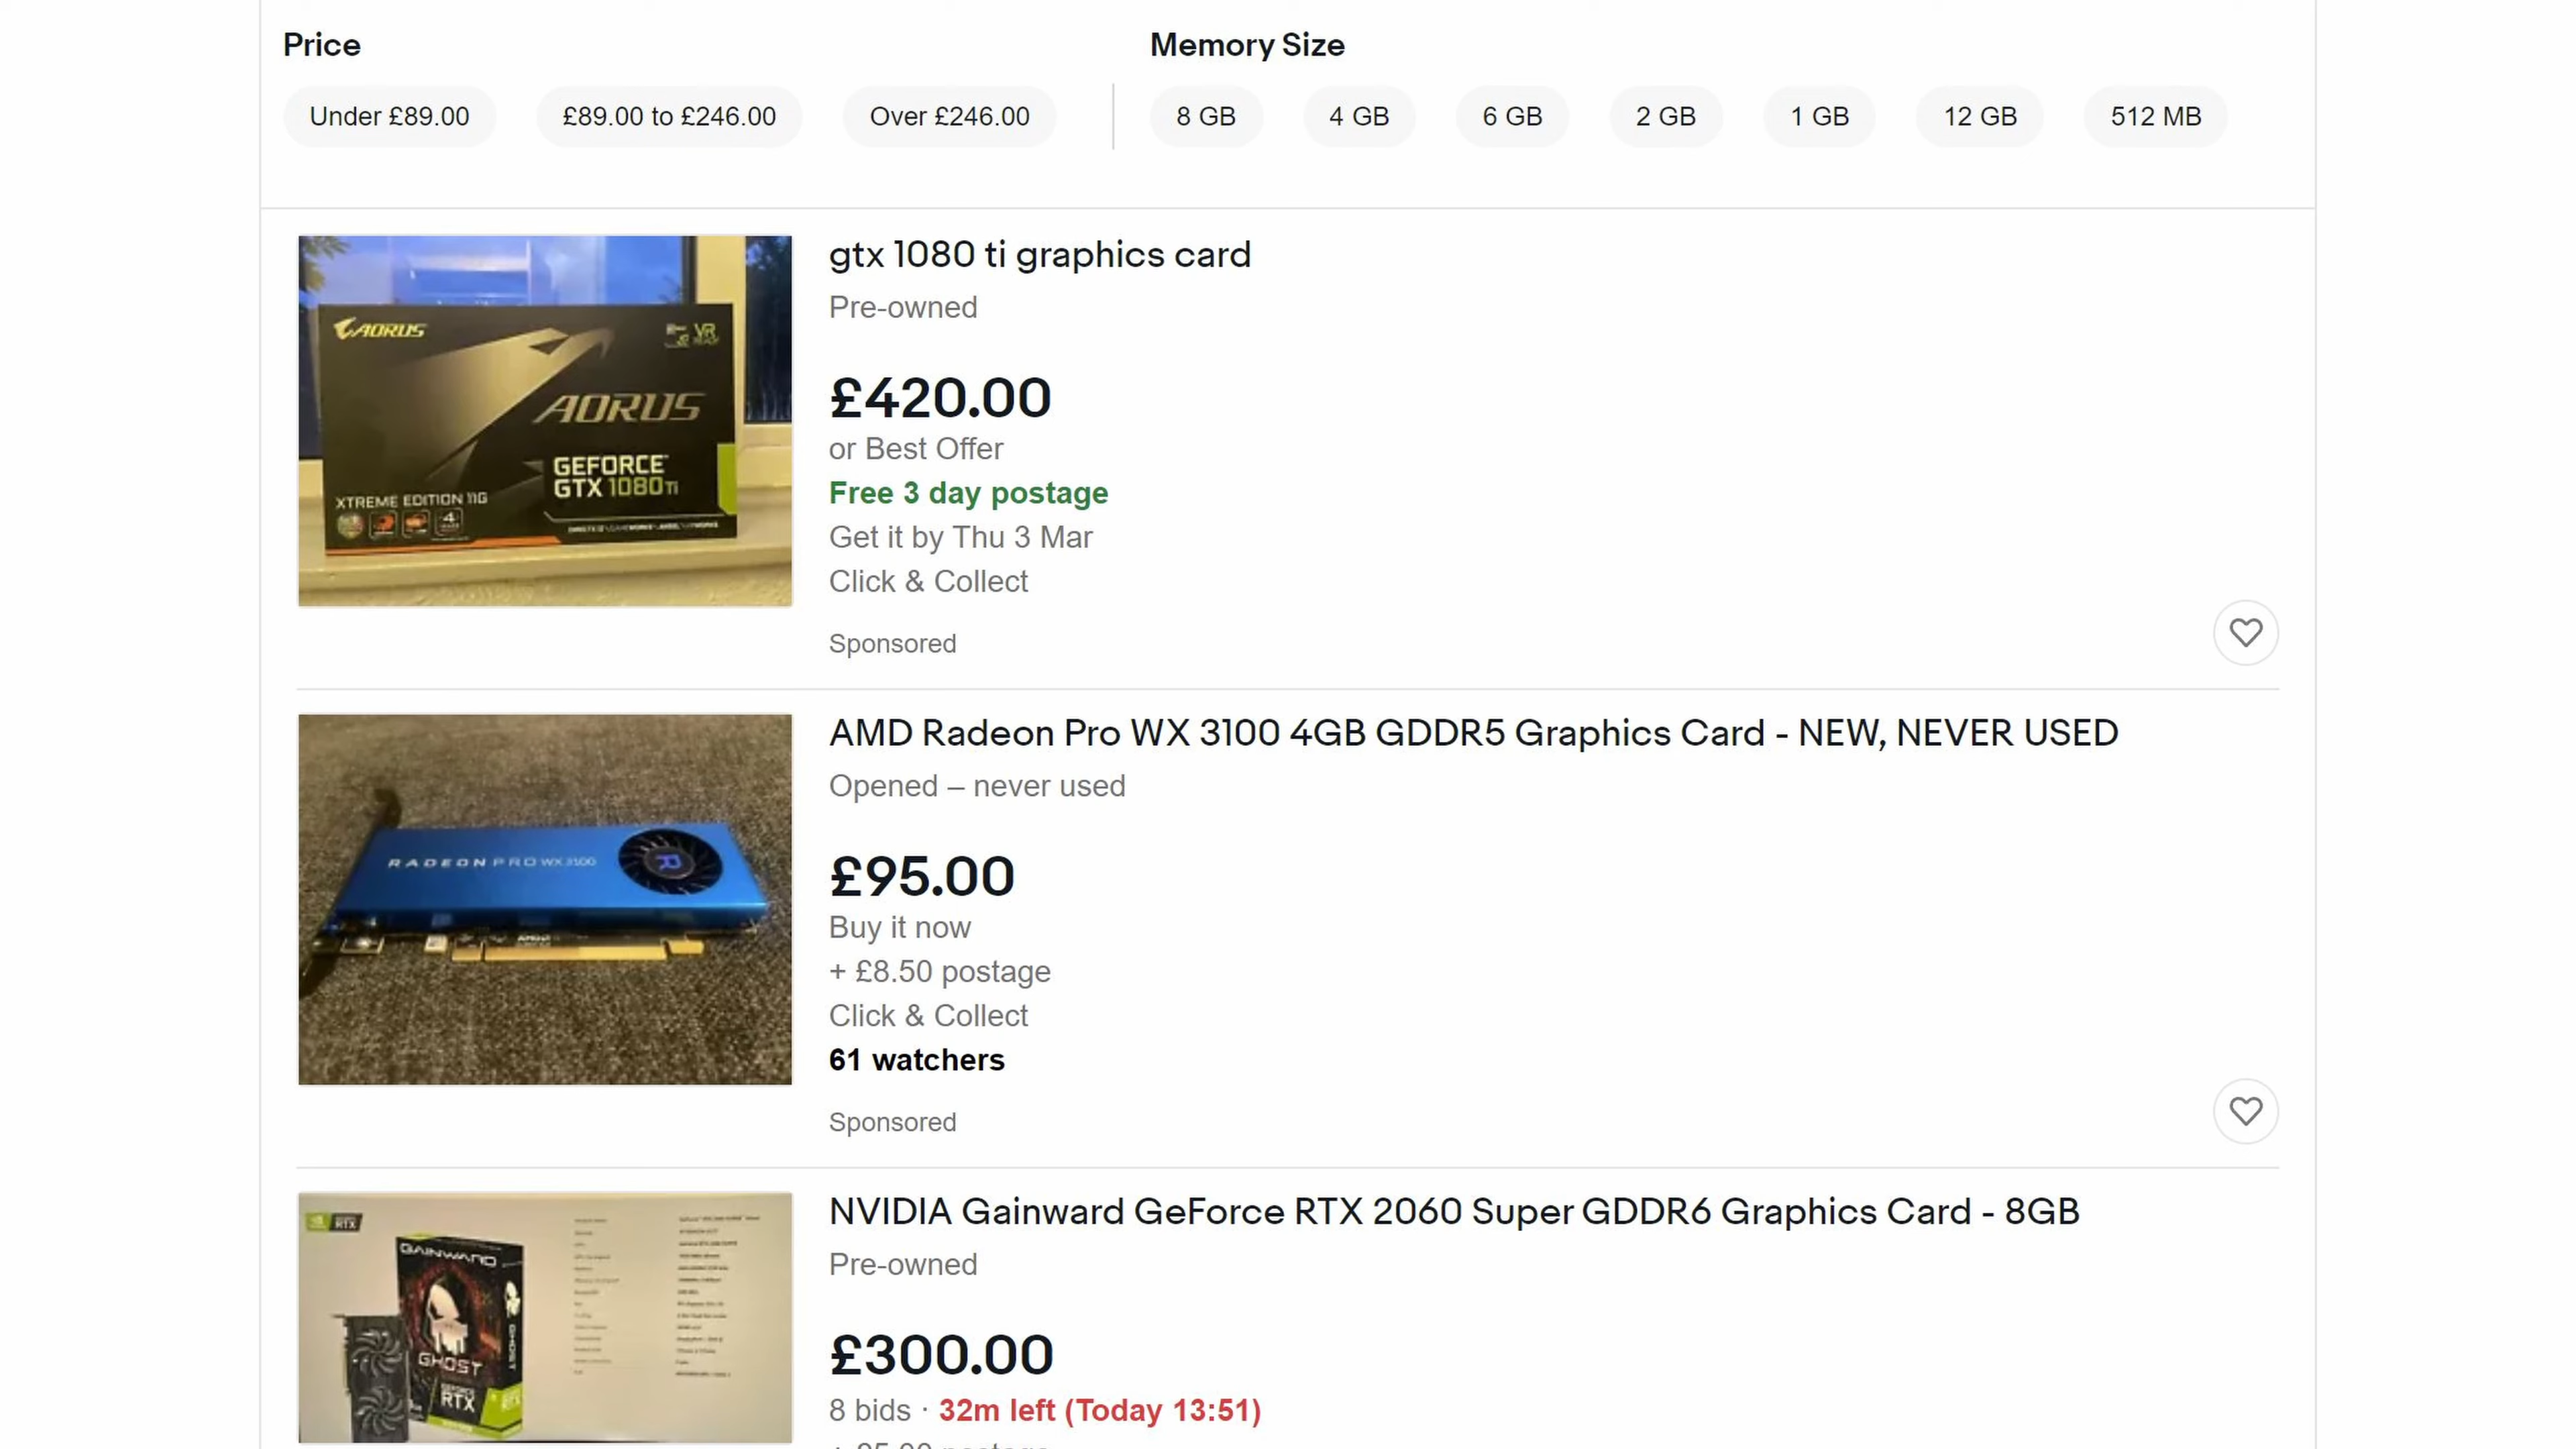 Price
Memory Size
Under £89.00
£89.00 to £246.00
Over £246.00
8 GB
4 GB
6 GB
2 GB
1 GB
12 GB
512 MB
AORUS
VR
READY
AORUS
GEFORCE
GTX 1080Ti
XTREME EDITION 11G
gtx 1080 ti graphics card
Pre-owned
£420.00
or Best Offer
Free 3 day postage
Get it by Thu 3 Mar
Click & Collect
Sponsored
RADEON PRO WX 3100
R
AMD Radeon Pro WX 3100 4GB GDDR5 Graphics Card - NEW, NEVER USED
Opened – never used
£95.00
Buy it now
+ £8.50 postage
Click & Collect
61 watchers
Sponsored
RTX
GAINWARD
GHOST
GHOST
RTX
NVIDIA Gainward GeForce RTX 2060 Super GDDR6 Graphics Card - 8GB
Pre-owned
£300.00
8 bids · 32m left (Today 13:51)